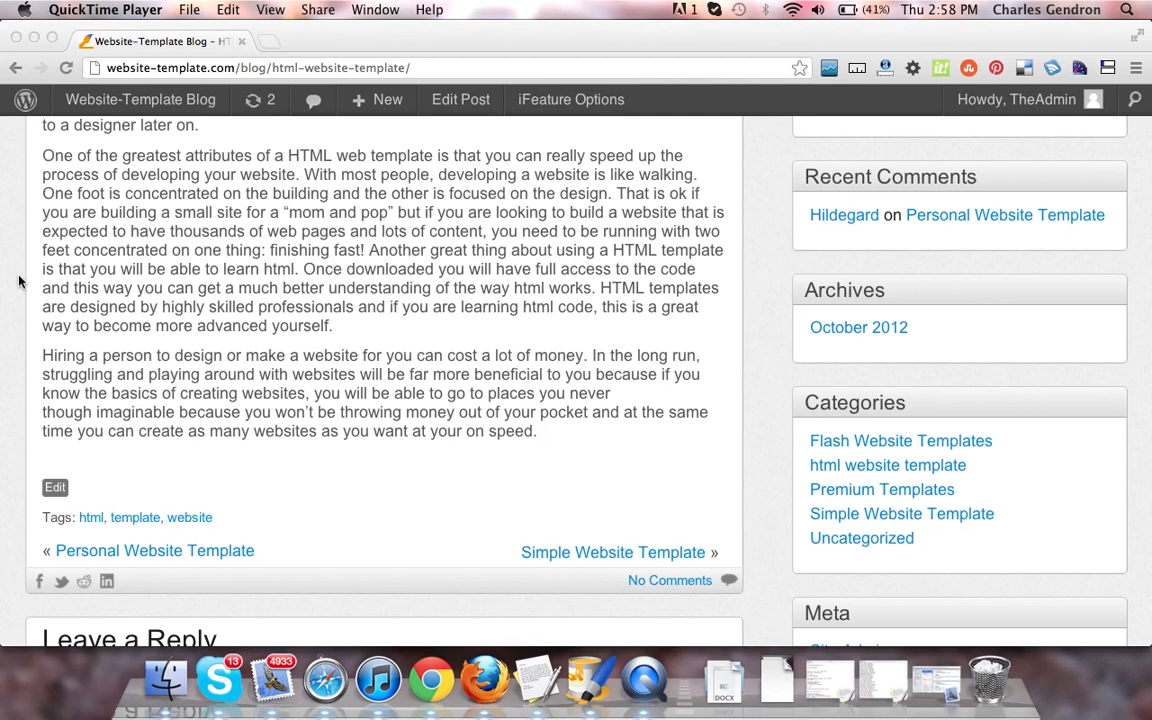 QuickTime Player File Edit View Share Window Help 1 (41%) Thu 2:58 PM Charles Gendron
Website-Template Blog - HT
website-template.com/blog/html-website-template/
Website-Template Blog 2 New Edit Post iFeature Options Howdy, TheAdmin
to a designer later on.
One of the greatest attributes of a HTML web template is that you can really speed up the
process of developing your website. With most people, developing a website is like walking.
One foot is concentrated on the building and the other is focused on the design. That is ok if
you are building a small site for a “mom and pop” but if you are looking to build a website that is
expected to have thousands of web pages and lots of content, you need to be running with two
feet concentrated on one thing: finishing fast! Another great thing about using a HTML template
is that you will be able to learn html. Once downloaded you will have full access to the code
and this way you can get a much better understanding of the way html works. HTML templates
are designed by highly skilled professionals and if you are learning html code, this is a great
way to become more advanced yourself.
Hiring a person to design or make a website for you can cost a lot of money. In the long run,
struggling and playing around with websites will be far more beneficial to you because if you
know the basics of creating websites, you will be able to go to places you never
though imaginable because you won’t be throwing money out of your pocket and at the same
time you can create as many websites as you want at your on speed.
Edit
Tags: html, template, website
« Personal Website Template
Simple Website Template »
No Comments
Leave a Reply
Recent Comments
Hildegard on Personal Website Template
Archives
October 2012
Categories
Flash Website Templates
html website template
Premium Templates
Simple Website Template
Uncategorized
Meta
13
4933
DOCX